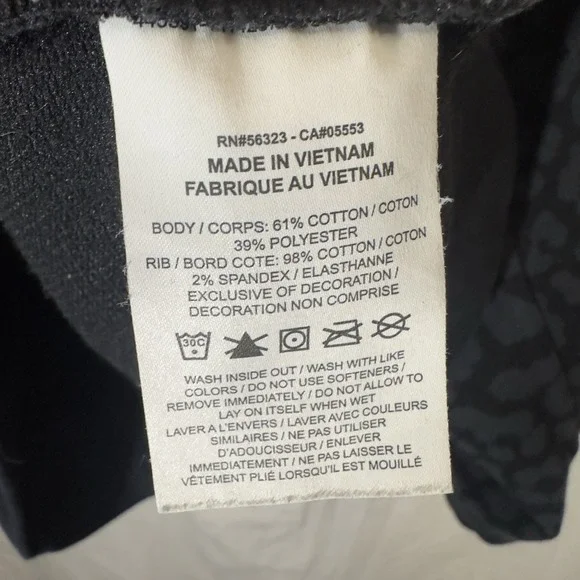 RN#56323 - CA#05553
MADE IN VIETNAM
FABRIQUE AU VIETNAM
BODY / CORPS: 61% COTTON / COTON
39% POLYESTER
RIB / BORD COTE: 98% COTTON / COTON
2% SPANDEX / ELASTHANNE
EXCLUSIVE OF DECORATION /
DECORATION NON COMPRISE
30C
WASH INSIDE OUT / WASH WITH LIKE
COLORS / DO NOT USE SOFTENERS /
REMOVE IMMEDIATELY / DO NOT ALLOW TO
LAY ON ITSELF WHEN WET
LAVER A L'ENVERS / LAVER AVEC COULEURS
SIMILAIRES / NE PAS UTILISER
D'ADOUCISSEUR / ENLEVER
IMMEDIATEMENT / NE PAS LAISSER LE
VÊTEMENT PLIÉ LORSQU'IL EST MOUILLÉ